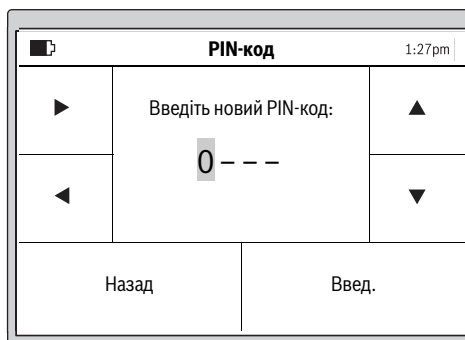 PIN-код
1:27pm
Введіть новий PIN-код:
0– – –
Назад
Введ.